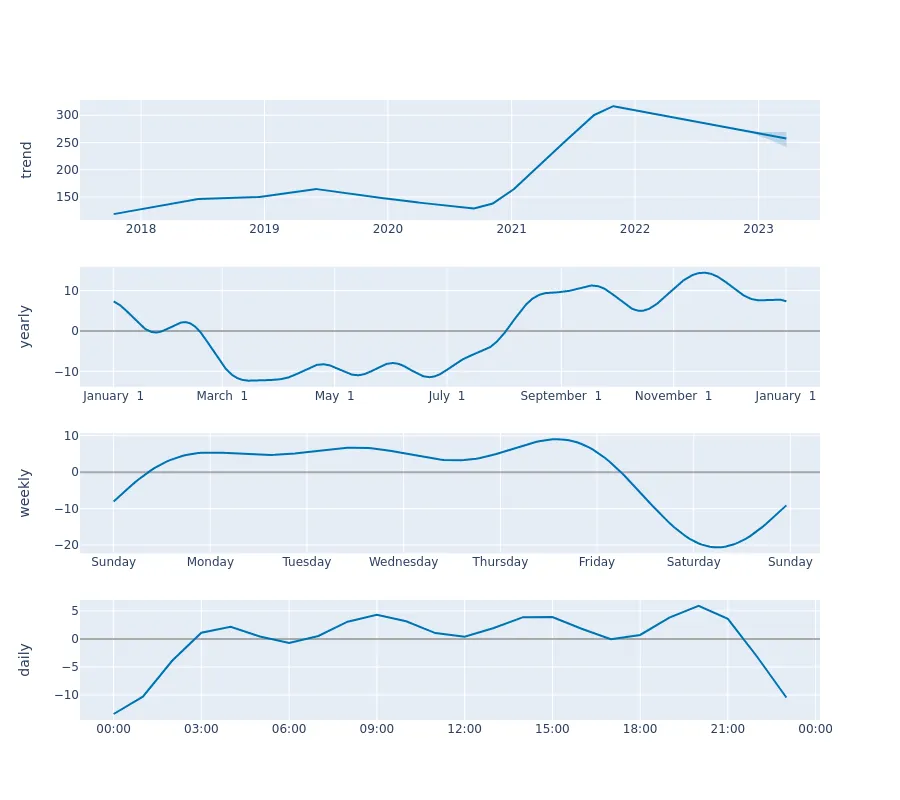 trend
300
250
200
150
2018 2019 2020 2021 2022 2023
yearly
10
0
−10
January 1 March 1 May 1 July 1 September 1 November 1 January 1
weekly
10
0
−10
−20
Sunday Monday Tuesday Wednesday Thursday Friday Saturday Sunday
daily
5
0
−5
−10
00:00 03:00 06:00 09:00 12:00 15:00 18:00 21:00 00:00